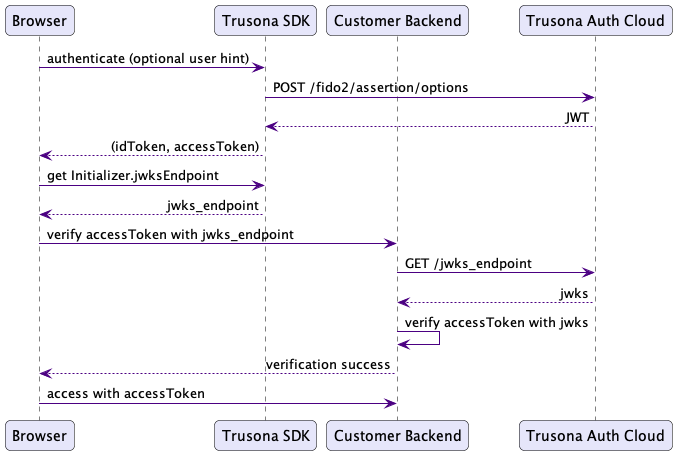 Browser Trusona SDK Customer Backend Trusona Auth Cloud
authenticate (optional user hint)
POST /fido2/assertion/options
JWT
(idToken, accessToken)
get Initializer.jwksEndpoint
jwks_endpoint
verify accessToken with jwks_endpoint
GET /jwks_endpoint
jwks
verify accessToken with jwks
verification success
access with accessToken
Browser Trusona SDK Customer Backend Trusona Auth Cloud